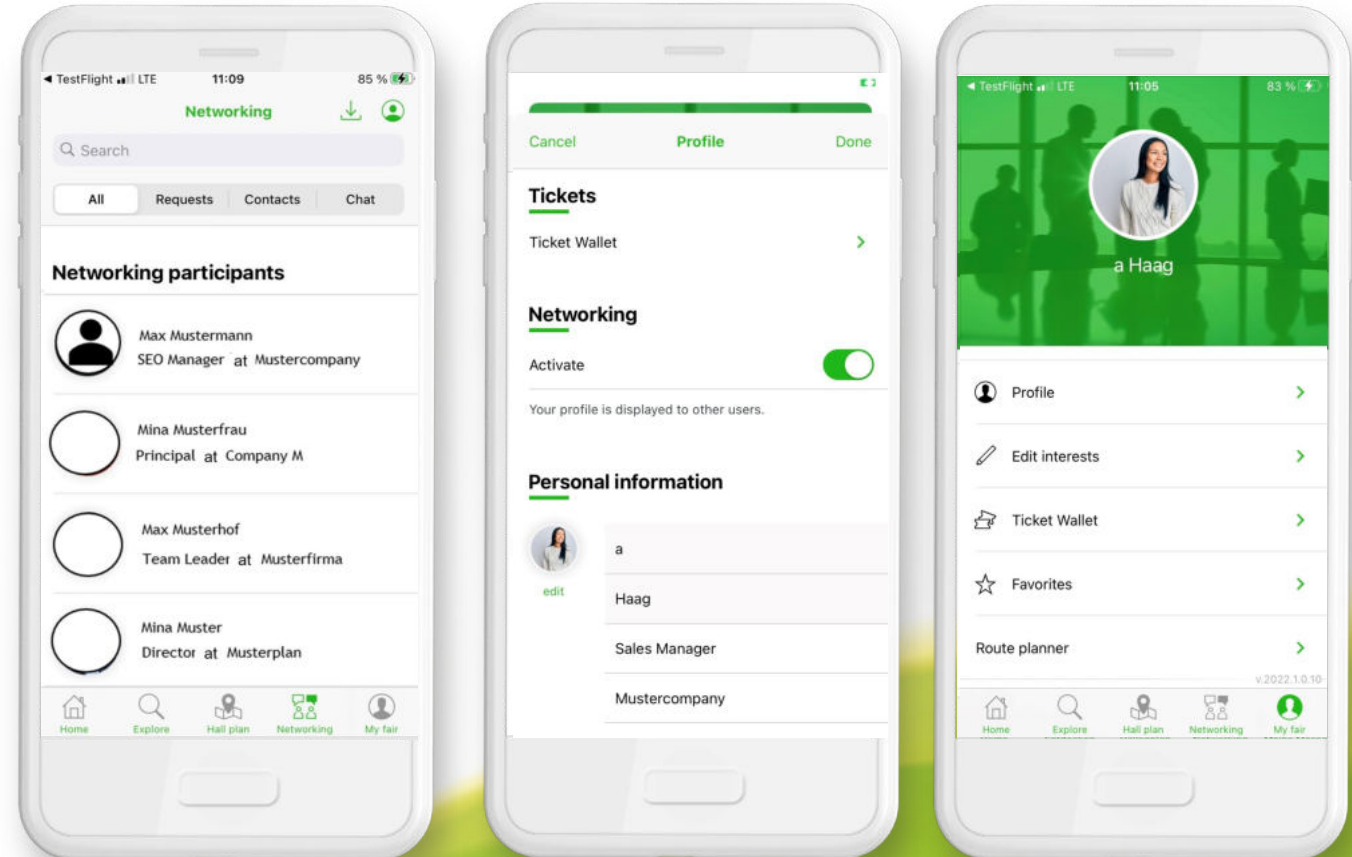 TestFlight LTE 11:09 85 %
Networking
Search
All Requests Contacts Chat
Networking participants
Max Mustermann
SEO Manager at Mustercompany
Mina Musterfrau
Principal at Company M
Max Musterhof
Team Leader at Musterfirma
Mina Muster
Director at Musterplan
Home Explore Hall plan Networking My fair
Cancel Profile Done
Tickets
Ticket Wallet
Networking
Activate
Your profile is displayed to other users.
Personal information
a
edit
Haag
Sales Manager
Mustercompany
TestFlight LTE 11:05 83 %
a Haag
Profile
Edit interests
Ticket Wallet
Favorites
Route planner
v.2022.1.0.10
Home Explore Hall plan Networking My fair